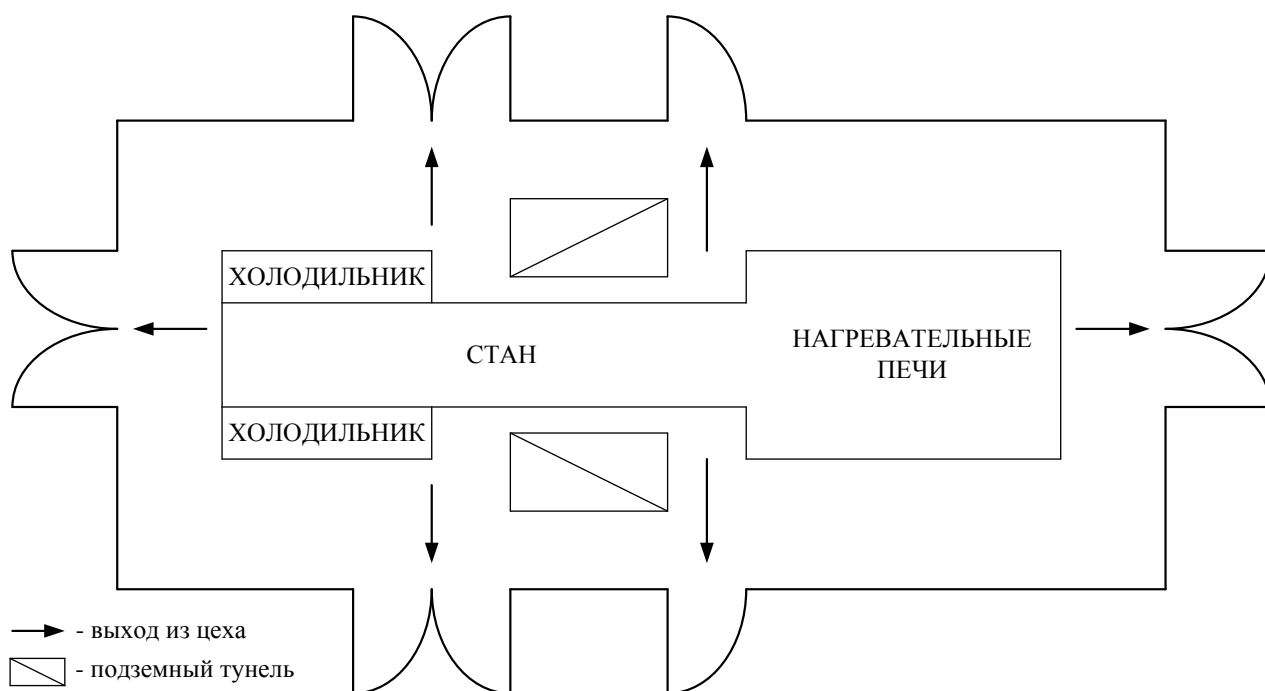 ХОЛОДИЛЬНИК
СТАН
НАГРЕВАТЕЛЬНЫЕ
ПЕЧИ
ХОЛОДИЛЬНИК
- выход из цеха
- подземный тунель